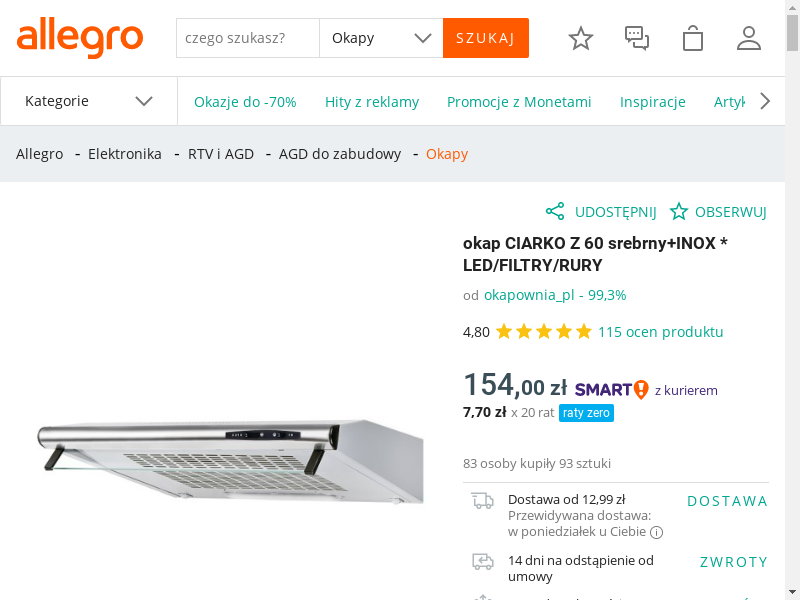 allegro
czego szukasz?
Okapy
SZUKAJ
Kategorie
Okazje do -70%
Hity z reklamy
Promocje z Monetami
Inspiracje
Allegro - Elektronika - RTV i AGD - AGD do zabudowy - Okapy
UDOSTĘPNIJ
OBSERWUJ
okap CIARKO Z 60 srebrny+INOX *
LED/FILTRY/RURY
od okapownia_pl - 99,3%
4,80 115 ocen produktu
154,00 zł SMART! z kurierem
7,70 zł x 20 rat raty zero
83 osoby kupiły 93 sztuki
Dostawa od 12,99 zł
DOSTAWA
Przewidywana dostawa:
w poniedziałek u Ciebie
14 dni na odstąpienie od
ZWROTY
umowy